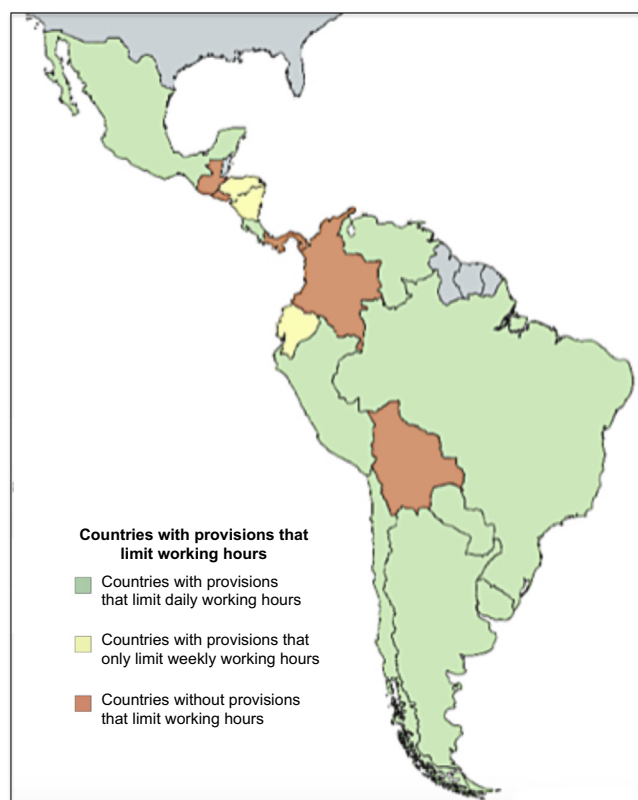 Countries with provisions that
limit working hours
Countries with provisions
that limit daily working hours
Countries with provisions that
only limit weekly working hours
Countries without provisions
that limit working hours